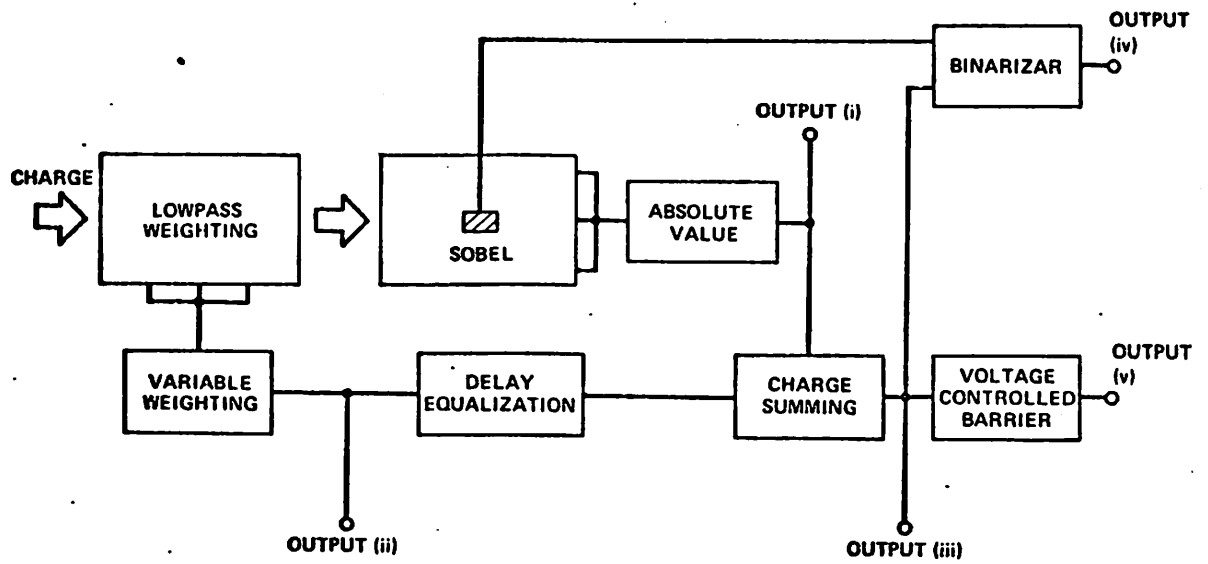 OUTPUT
(iv)
BINARIZAR
OUTPUT (i)
CHARGE
LOWPASS
WEIGHTING
SOBEL
ABSOLUTE
VALUE
VARIABLE
WEIGHTING
DELAY
EQUALIZATION
CHARGE
SUMMING
VOLTAGE
CONTROLLED
BARRIER
OUTPUT
(v)
OUTPUT (ii)
OUTPUT (iii)